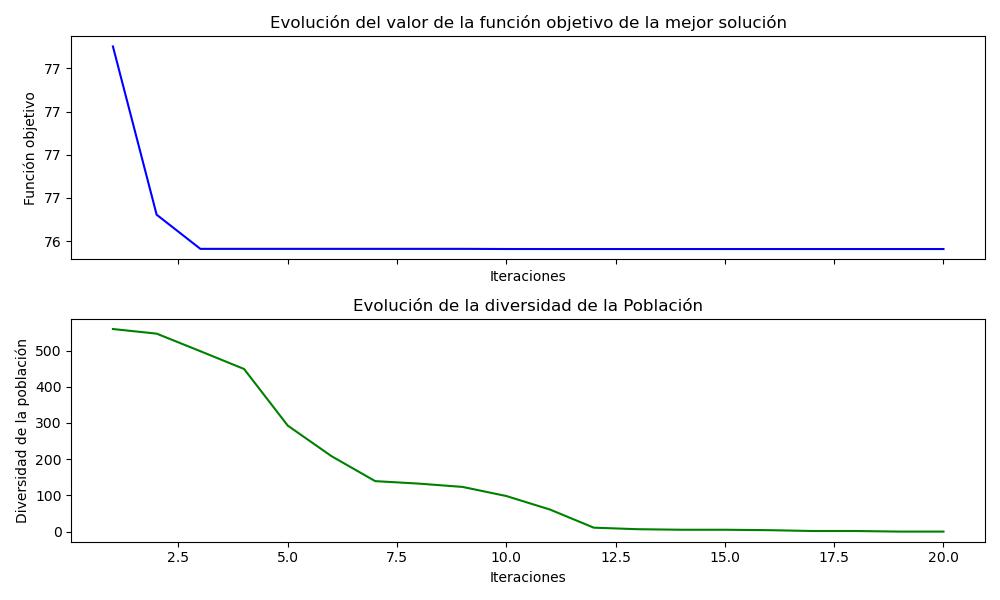 Evolución del valor de la función objetivo de la mejor solución
77
77
77
77
76
Función objetivo
Iteraciones
Evolución de la diversidad de la Población
500
400
300
200
100
0
Diversidad de la población
2.5 5.0 7.5 10.0 12.5 15.0 17.5 20.0
Iteraciones